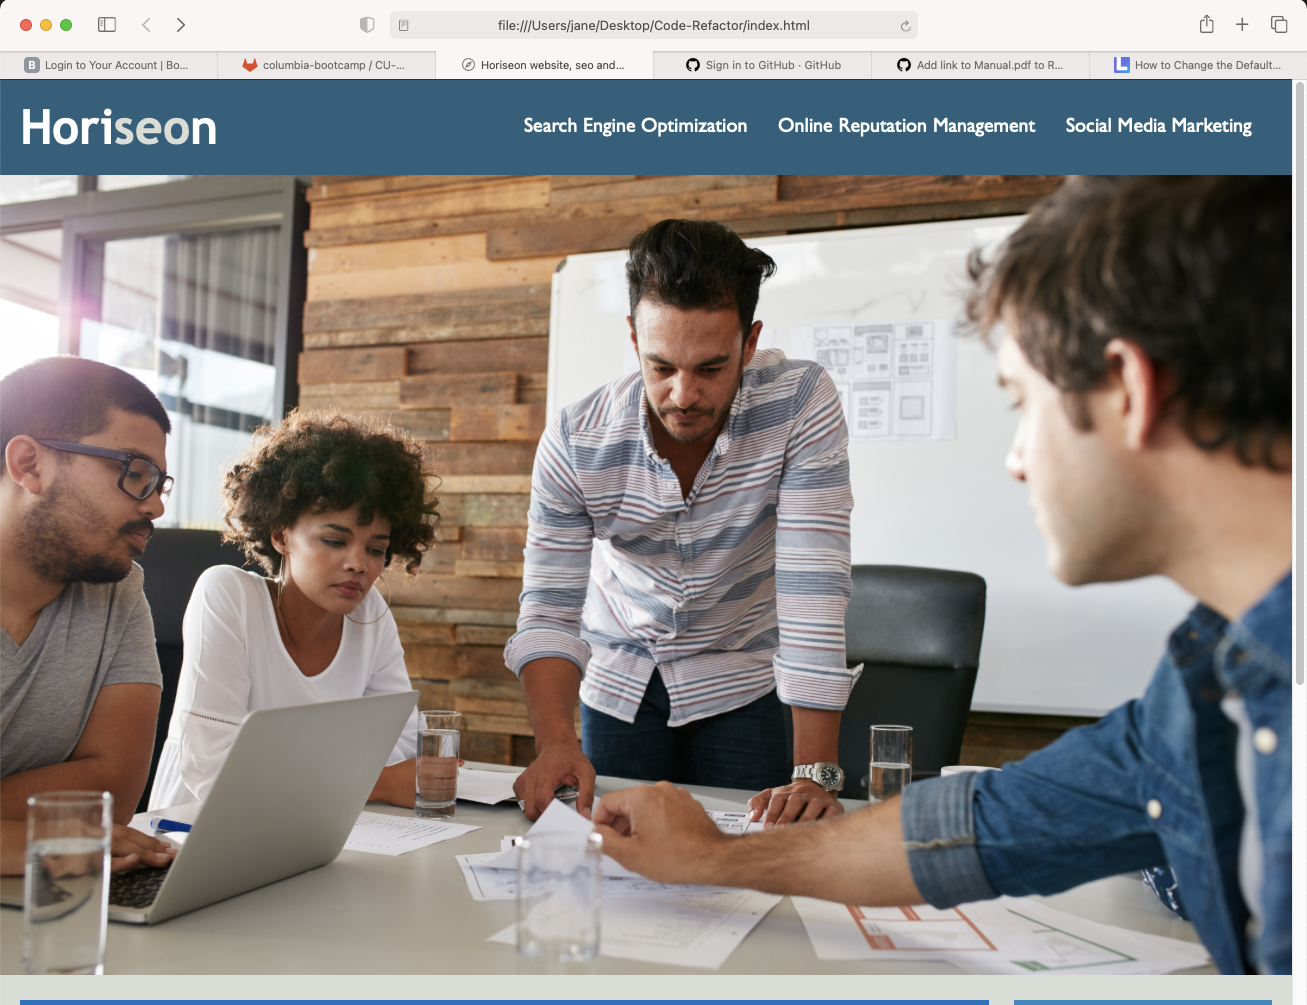 file:///Users/jane/Desktop/Code-Refactor/index.html
B Login to Your Account | Bo...
columbia-bootcamp / CU-...
Horiseon website, seo and...
Sign in to GitHub · GitHub
Add link to Manual.pdf to R...
L How to Change the Default...
Horiseon
Search Engine Optimization
Online Reputation Management
Social Media Marketing